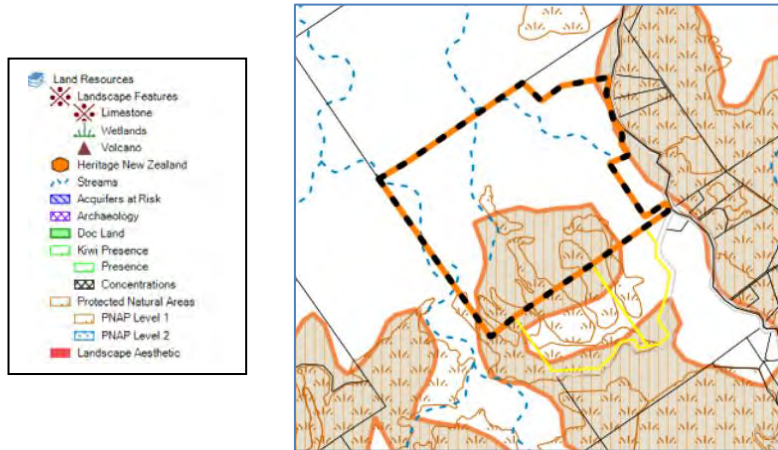 Land Resources
Landscape Features
Limestone
Wetlands
Volcano
Heritage New Zealand
Streams
Acquifers at Risk
Archaeology
Doc Land
Kiwi Presence
Presence
Concentrations
Protected Natural Areas
PNAP Level 1
PNAP Level 2
Landscape Aesthetic